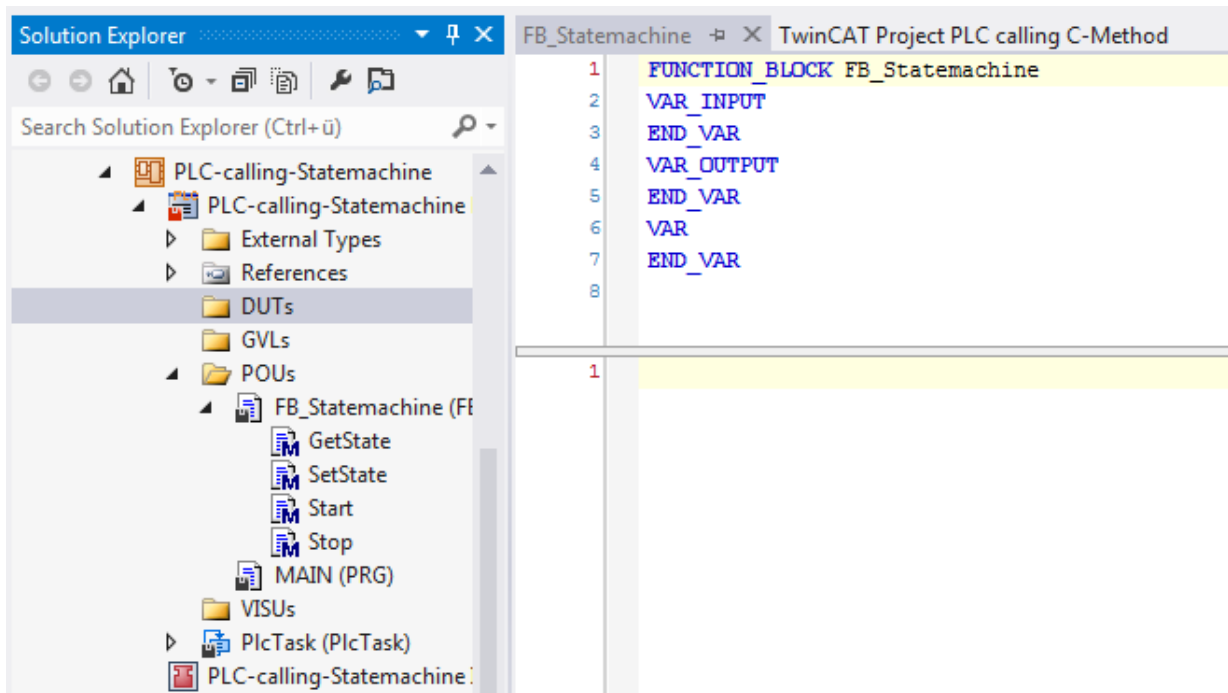 Solution Explorer
Search Solution Explorer (Ctrl+ü)
PLC-calling-Statemachine
PLC-calling-Statemachine
External Types
References
DUTs
GVLs
POUs
FB_Statemachine (FB
GetState
SetState
Start
Stop
MAIN (PRG)
VISUs
PlcTask (PlcTask)
PLC-calling-Statemachine
FB_Statemachine TwinCAT Project PLC calling C-Method
1 FUNCTION_BLOCK FB_Statemachine
2 VAR_INPUT
3 END_VAR
4 VAR_OUTPUT
5 END_VAR
6 VAR
7 END_VAR
8
1